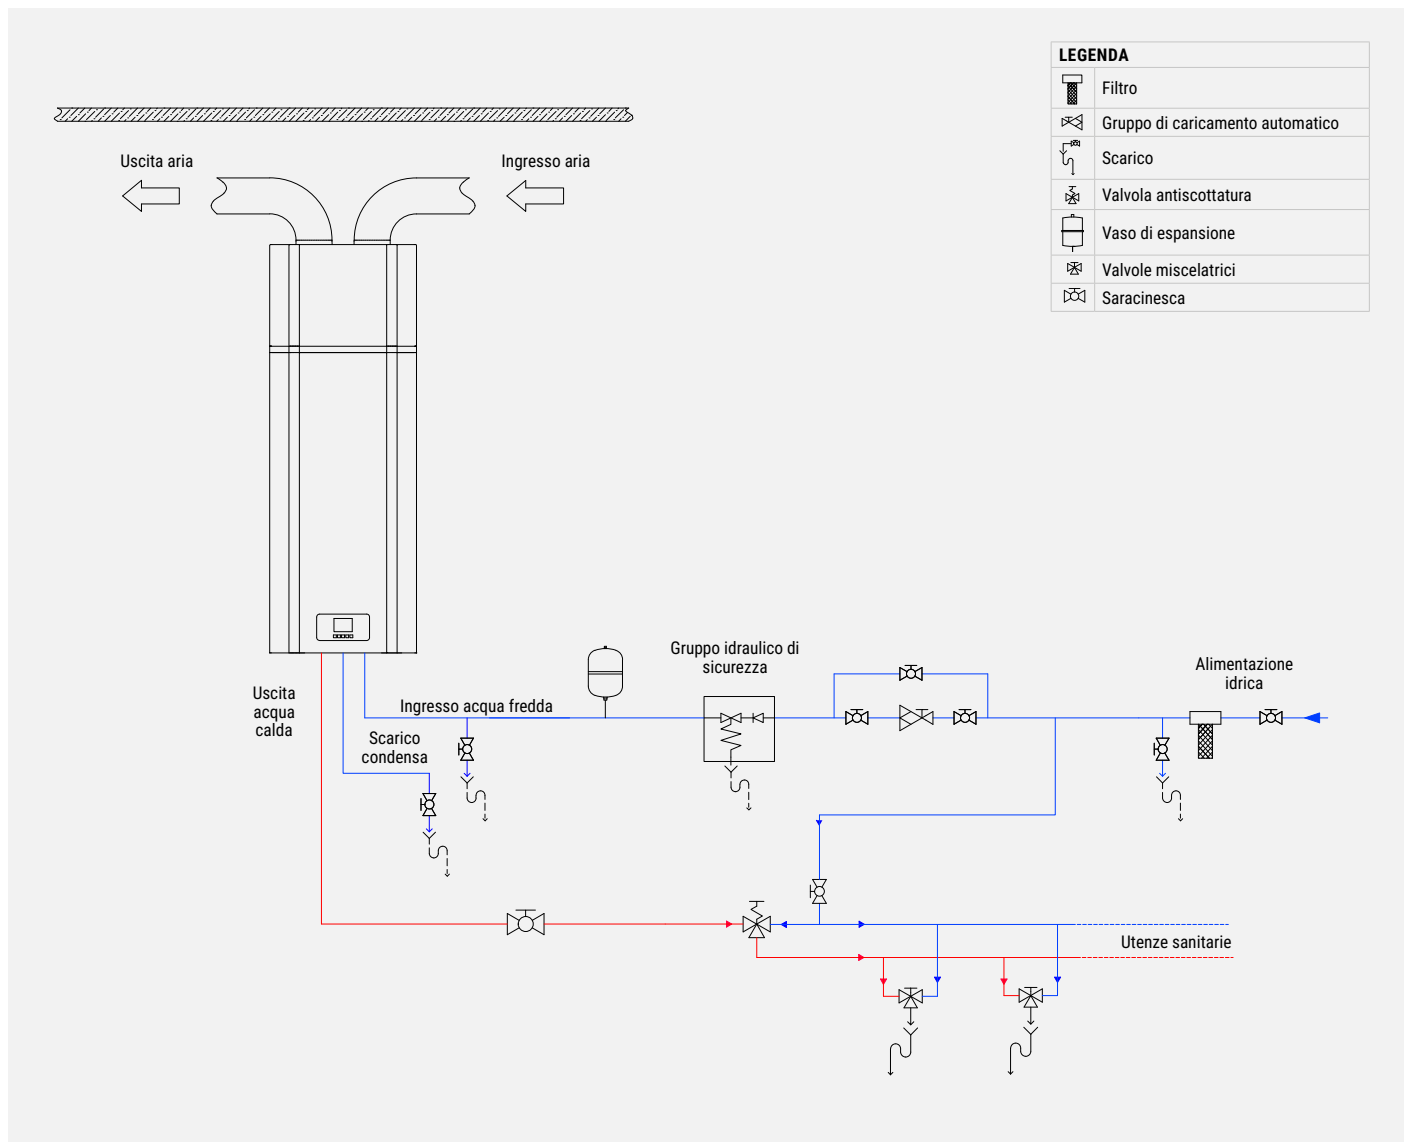 LEGENDA
Filtro
Gruppo di caricamento automatico
Scarico
Valvola antiscottatura
Vaso di espansione
Valvole miscelatrici
Saracinesca
Uscita aria
Ingresso aria
Gruppo idraulico di
sicurezza
Alimentazione
idrica
Uscita
acqua
calda
Ingresso acqua fredda
Scarico
condensa
Utenze sanitarie